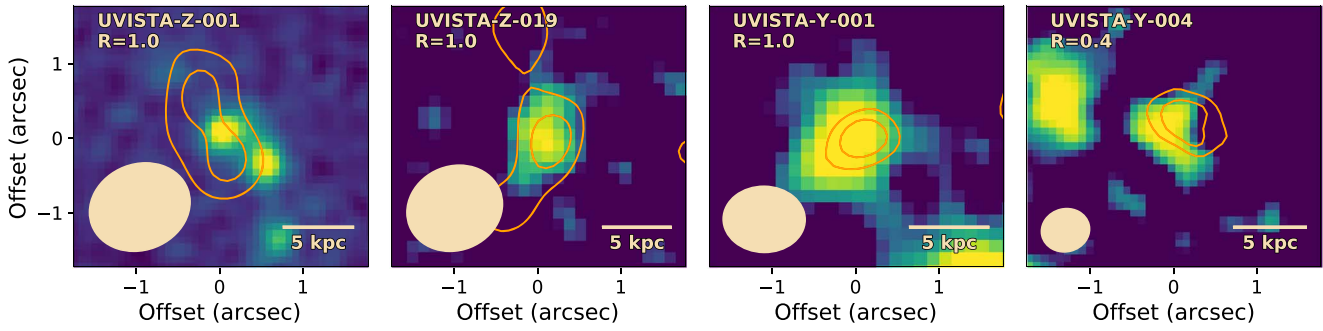 UVISTA-Z-001
R=1.0
UVISTA-Z-019
R=1.0
UVISTA-Y-001
R=1.0
UVISTA-Y-004
R=0.4
Offset (arcsec)
1
0
−1
5 kpc
5 kpc
5 kpc
5 kpc
−1 0 1
−1 0 1
−1 0 1
−1 0 1
Offset (arcsec)
Offset (arcsec)
Offset (arcsec)
Offset (arcsec)